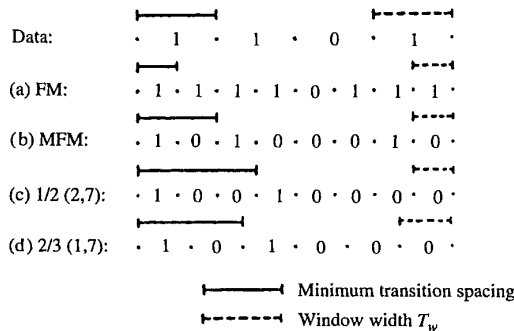 Data: · 1 · 1 · 0 · 1 ·
(a) FM: · 1 · 1 · 1 · 1 · 0 · 1 · 1 · 1 ·
(b) MFM: · 1 · 0 · 1 · 0 · 0 · 0 · 1 · 0 ·
(c) 1/2 (2,7): · 1 · 0 · 0 · 1 · 0 · 0 · 0 · 0 ·
(d) 2/3 (1,7): · 1 · 0 · 1 · 0 · 0 · 0 ·
Minimum transition spacing
Window width T_w